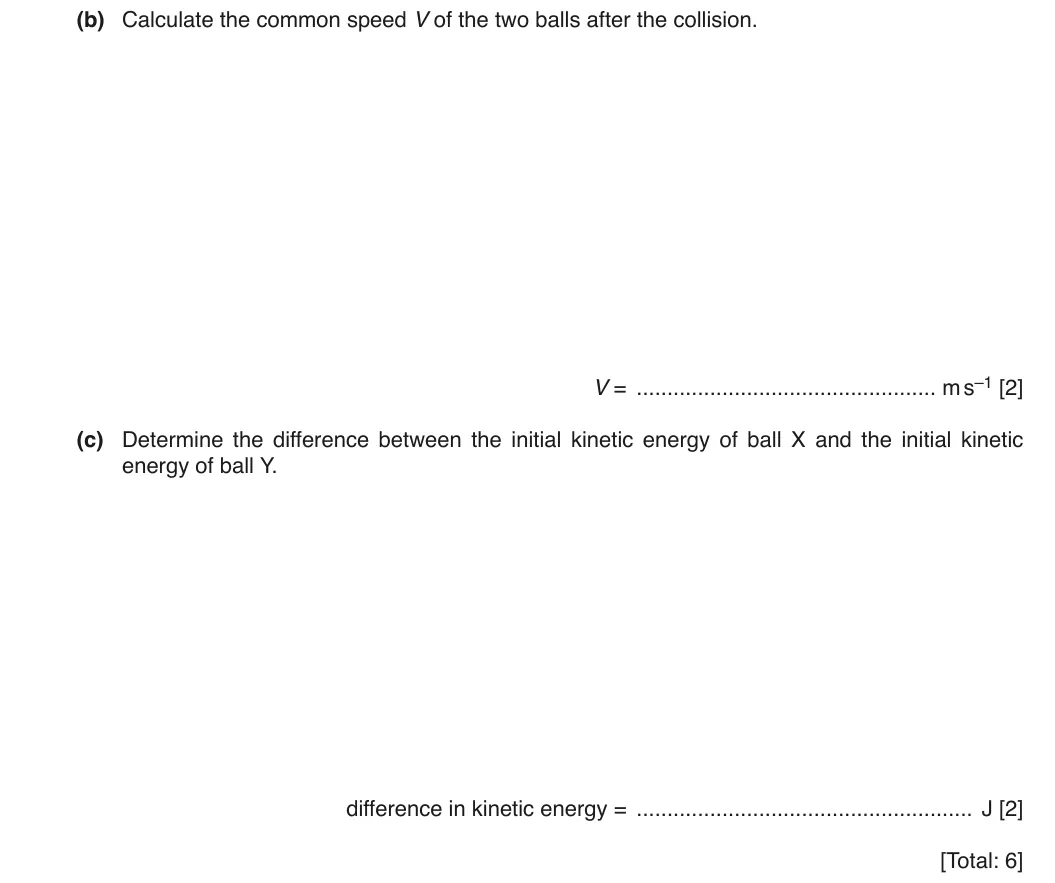 (b) Calculate the common speed V of the two balls after the collision.
V = ................................................. m s⁻¹ [2]
(c) Determine the difference between the initial kinetic energy of ball X and the initial kinetic
energy of ball Y.
difference in kinetic energy = ....................................................... J [2]
[Total: 6]